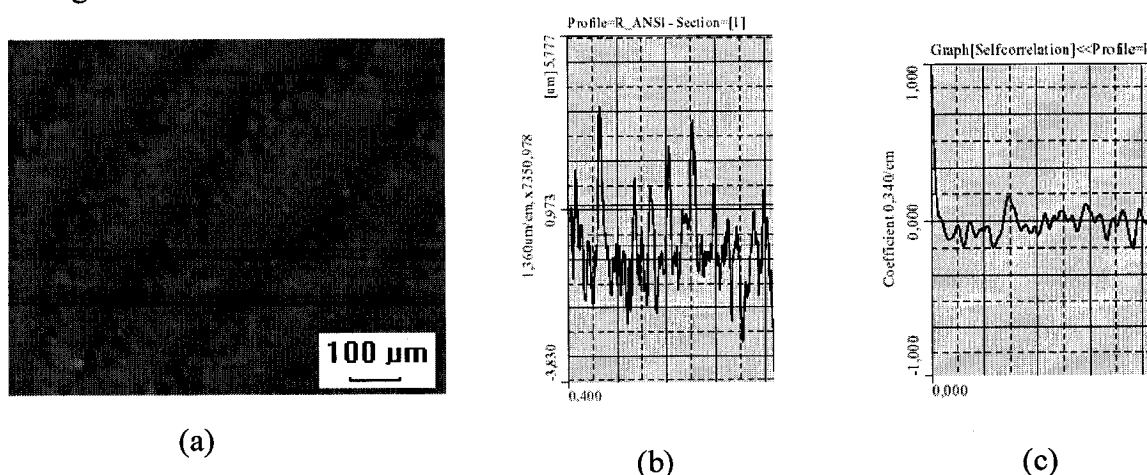 Profile=R_ANSI - Section=[1]
[um] 5,777
1,360um/cm, x7350,978
0,973
-3,830
0,400
Graph[Selfcorrelation]<<Profile=
1,000
Coefficient 0,340/cm
0,000
-1,000
0,000
100 µm
(a)
(b)
(c)